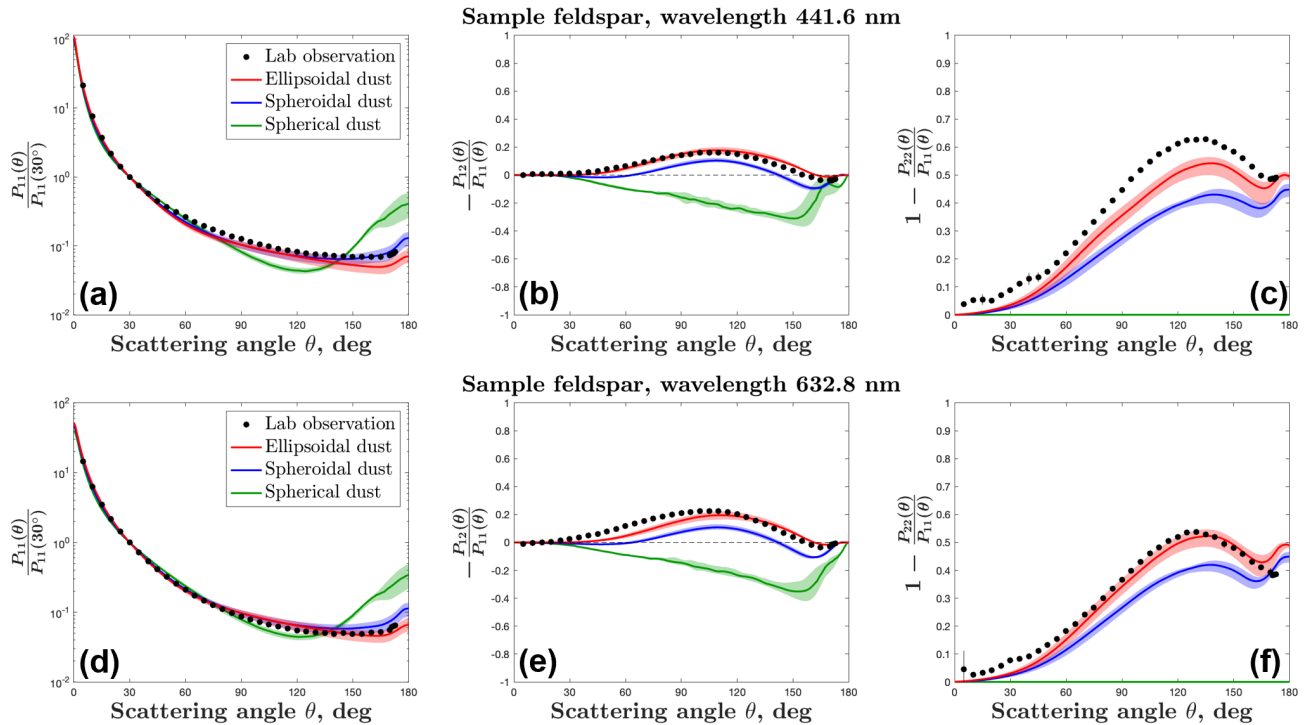 Sample feldspar, wavelength 441.6 nm
P11(θ)
P11(30°)
10^2
10^1
10^0
10^-1
10^-2
Lab observation
Ellipsoidal dust
Spheroidal dust
Spherical dust
(a)
0 30 60 90 120 150 180
Scattering angle θ, deg
− P12(θ)
P11(θ)
1
0.8
0.6
0.4
0.2
0
-0.2
-0.4
-0.6
-0.8
-1
(b)
0 30 60 90 120 150 180
Scattering angle θ, deg
1 − P22(θ)
P11(θ)
1
0.9
0.8
0.7
0.6
0.5
0.4
0.3
0.2
0.1
0
(c)
0 30 60 90 120 150 180
Scattering angle θ, deg
Sample feldspar, wavelength 632.8 nm
P11(θ)
P11(30°)
10^2
10^1
10^0
10^-1
10^-2
Lab observation
Ellipsoidal dust
Spheroidal dust
Spherical dust
(d)
0 30 60 90 120 150 180
Scattering angle θ, deg
− P12(θ)
P11(θ)
1
0.8
0.6
0.4
0.2
0
-0.2
-0.4
-0.6
-0.8
-1
(e)
0 30 60 90 120 150 180
Scattering angle θ, deg
1 − P22(θ)
P11(θ)
1
0.9
0.8
0.7
0.6
0.5
0.4
0.3
0.2
0.1
0
(f)
0 30 60 90 120 150 180
Scattering angle θ, deg